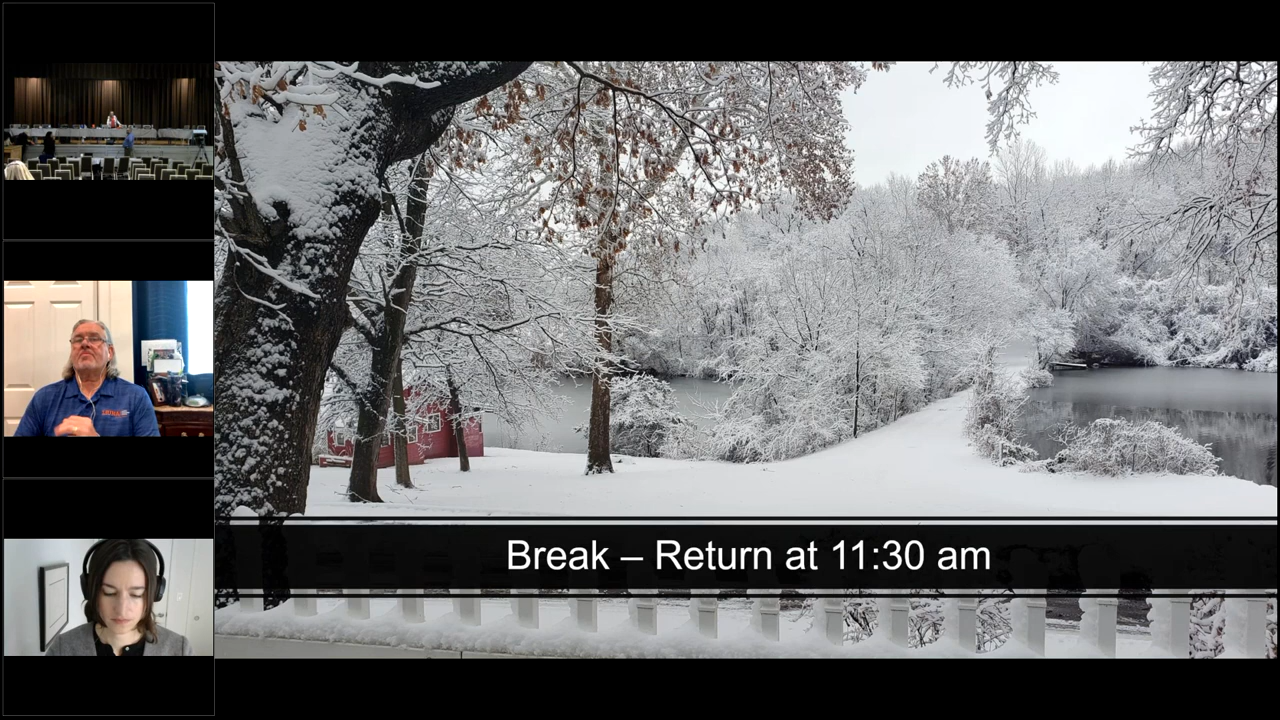 Break – Return at 11:30 am